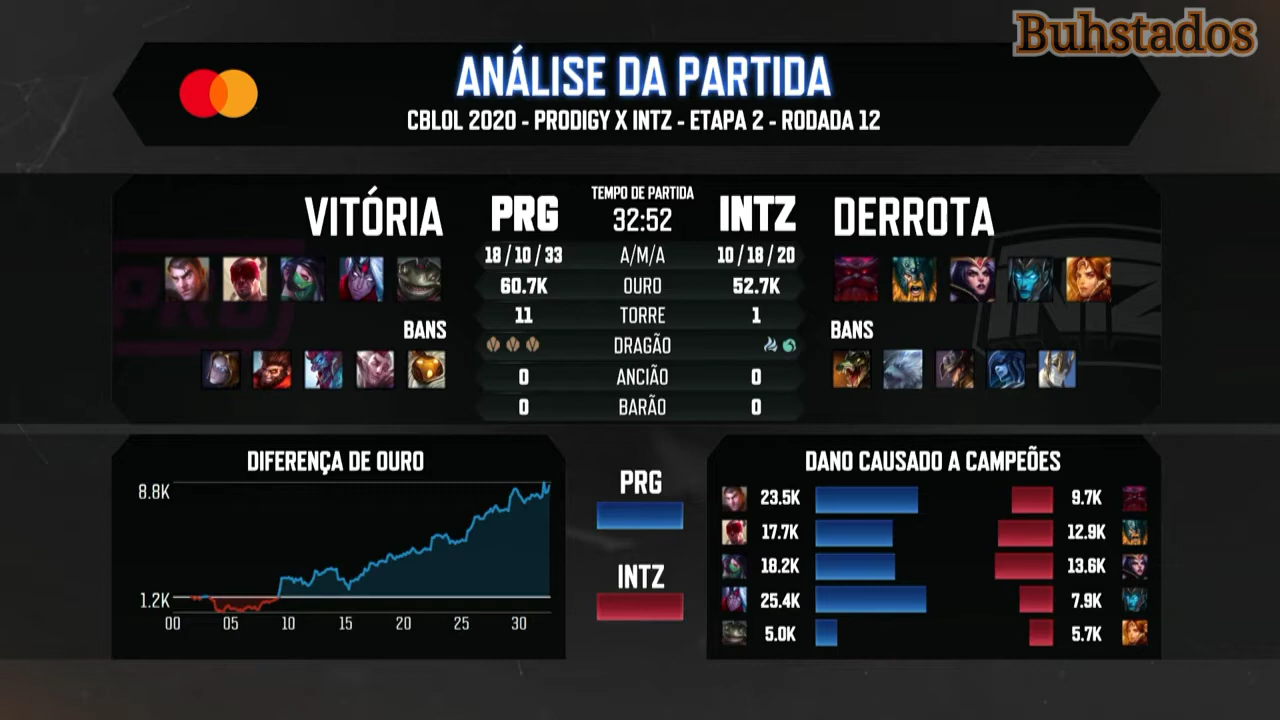 Buhstados
ANÁLISE DA PARTIDA
CBLOL 2020 - PRODIGY X INTZ - ETAPA 2 - RODADA 12
VITÓRIA
PRG
TEMPO DE PARTIDA
32:52
INTZ
DERROTA
18 / 10 / 33 A/M/A 10 / 18 / 20
60.7K OURO 52.7K
11 TORRE 1
BANS
DRAGÃO
BANS
0 ANCIÃO 0
0 BARÃO 0
DIFERENÇA DE OURO
8.8K
1.2K
00 05 10 15 20 25 30
PRG
INTZ
DANO CAUSADO A CAMPEÕES
23.5K 9.7K
17.7K 12.9K
18.2K 13.6K
25.4K 7.9K
5.0K 5.7K